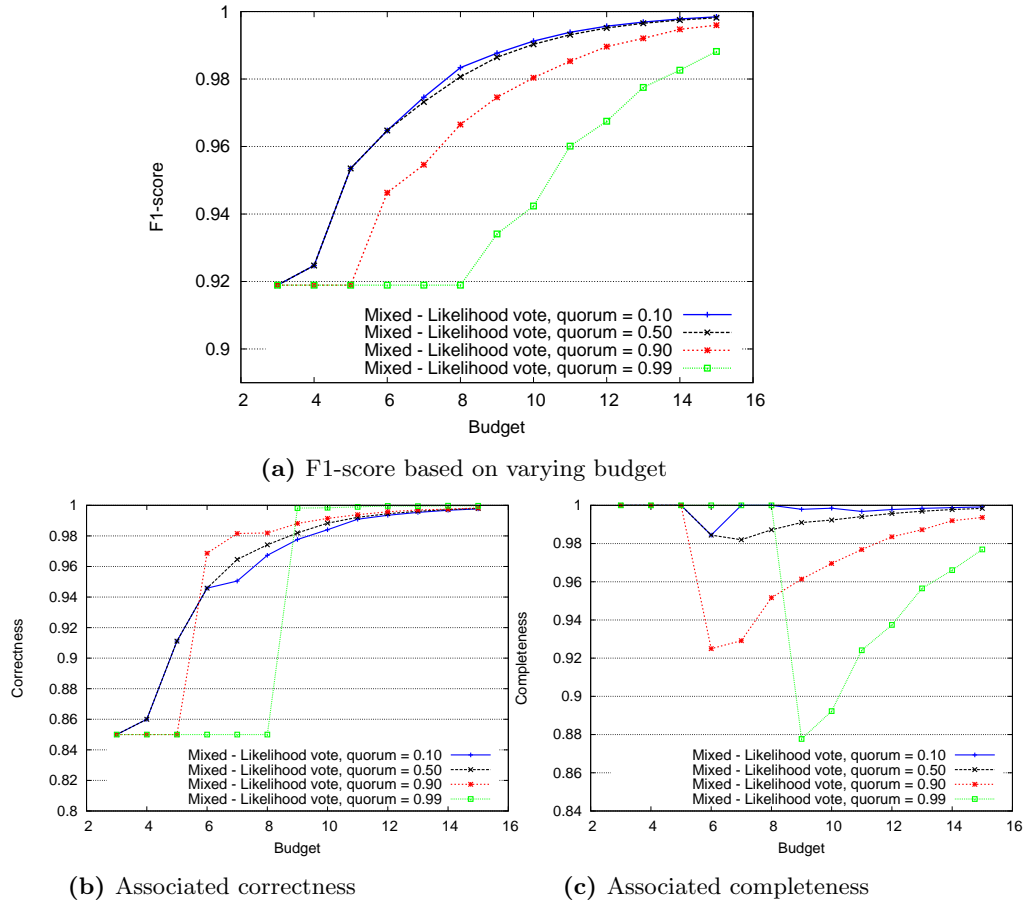 1
0.98
0.96
0.94
0.92
0.9
F1-score
Mixed - Likelihood vote, quorum = 0.10
Mixed - Likelihood vote, quorum = 0.50
Mixed - Likelihood vote, quorum = 0.90
Mixed - Likelihood vote, quorum = 0.99
2 4 6 8 10 12 14 16
Budget
(a) F1-score based on varying budget
1
0.98
0.96
0.94
0.92
0.9
0.88
0.86
0.84
0.82
0.8
Correctness
Mixed - Likelihood vote, quorum = 0.10
Mixed - Likelihood vote, quorum = 0.50
Mixed - Likelihood vote, quorum = 0.90
Mixed - Likelihood vote, quorum = 0.99
2 4 6 8 10 12 14 16
Budget
(b) Associated correctness
1
0.98
0.96
0.94
0.92
0.9
0.88
0.86
0.84
Completeness
Mixed - Likelihood vote, quorum = 0.10
Mixed - Likelihood vote, quorum = 0.50
Mixed - Likelihood vote, quorum = 0.90
Mixed - Likelihood vote, quorum = 0.99
2 4 6 8 10 12 14 16
Budget
(c) Associated completeness